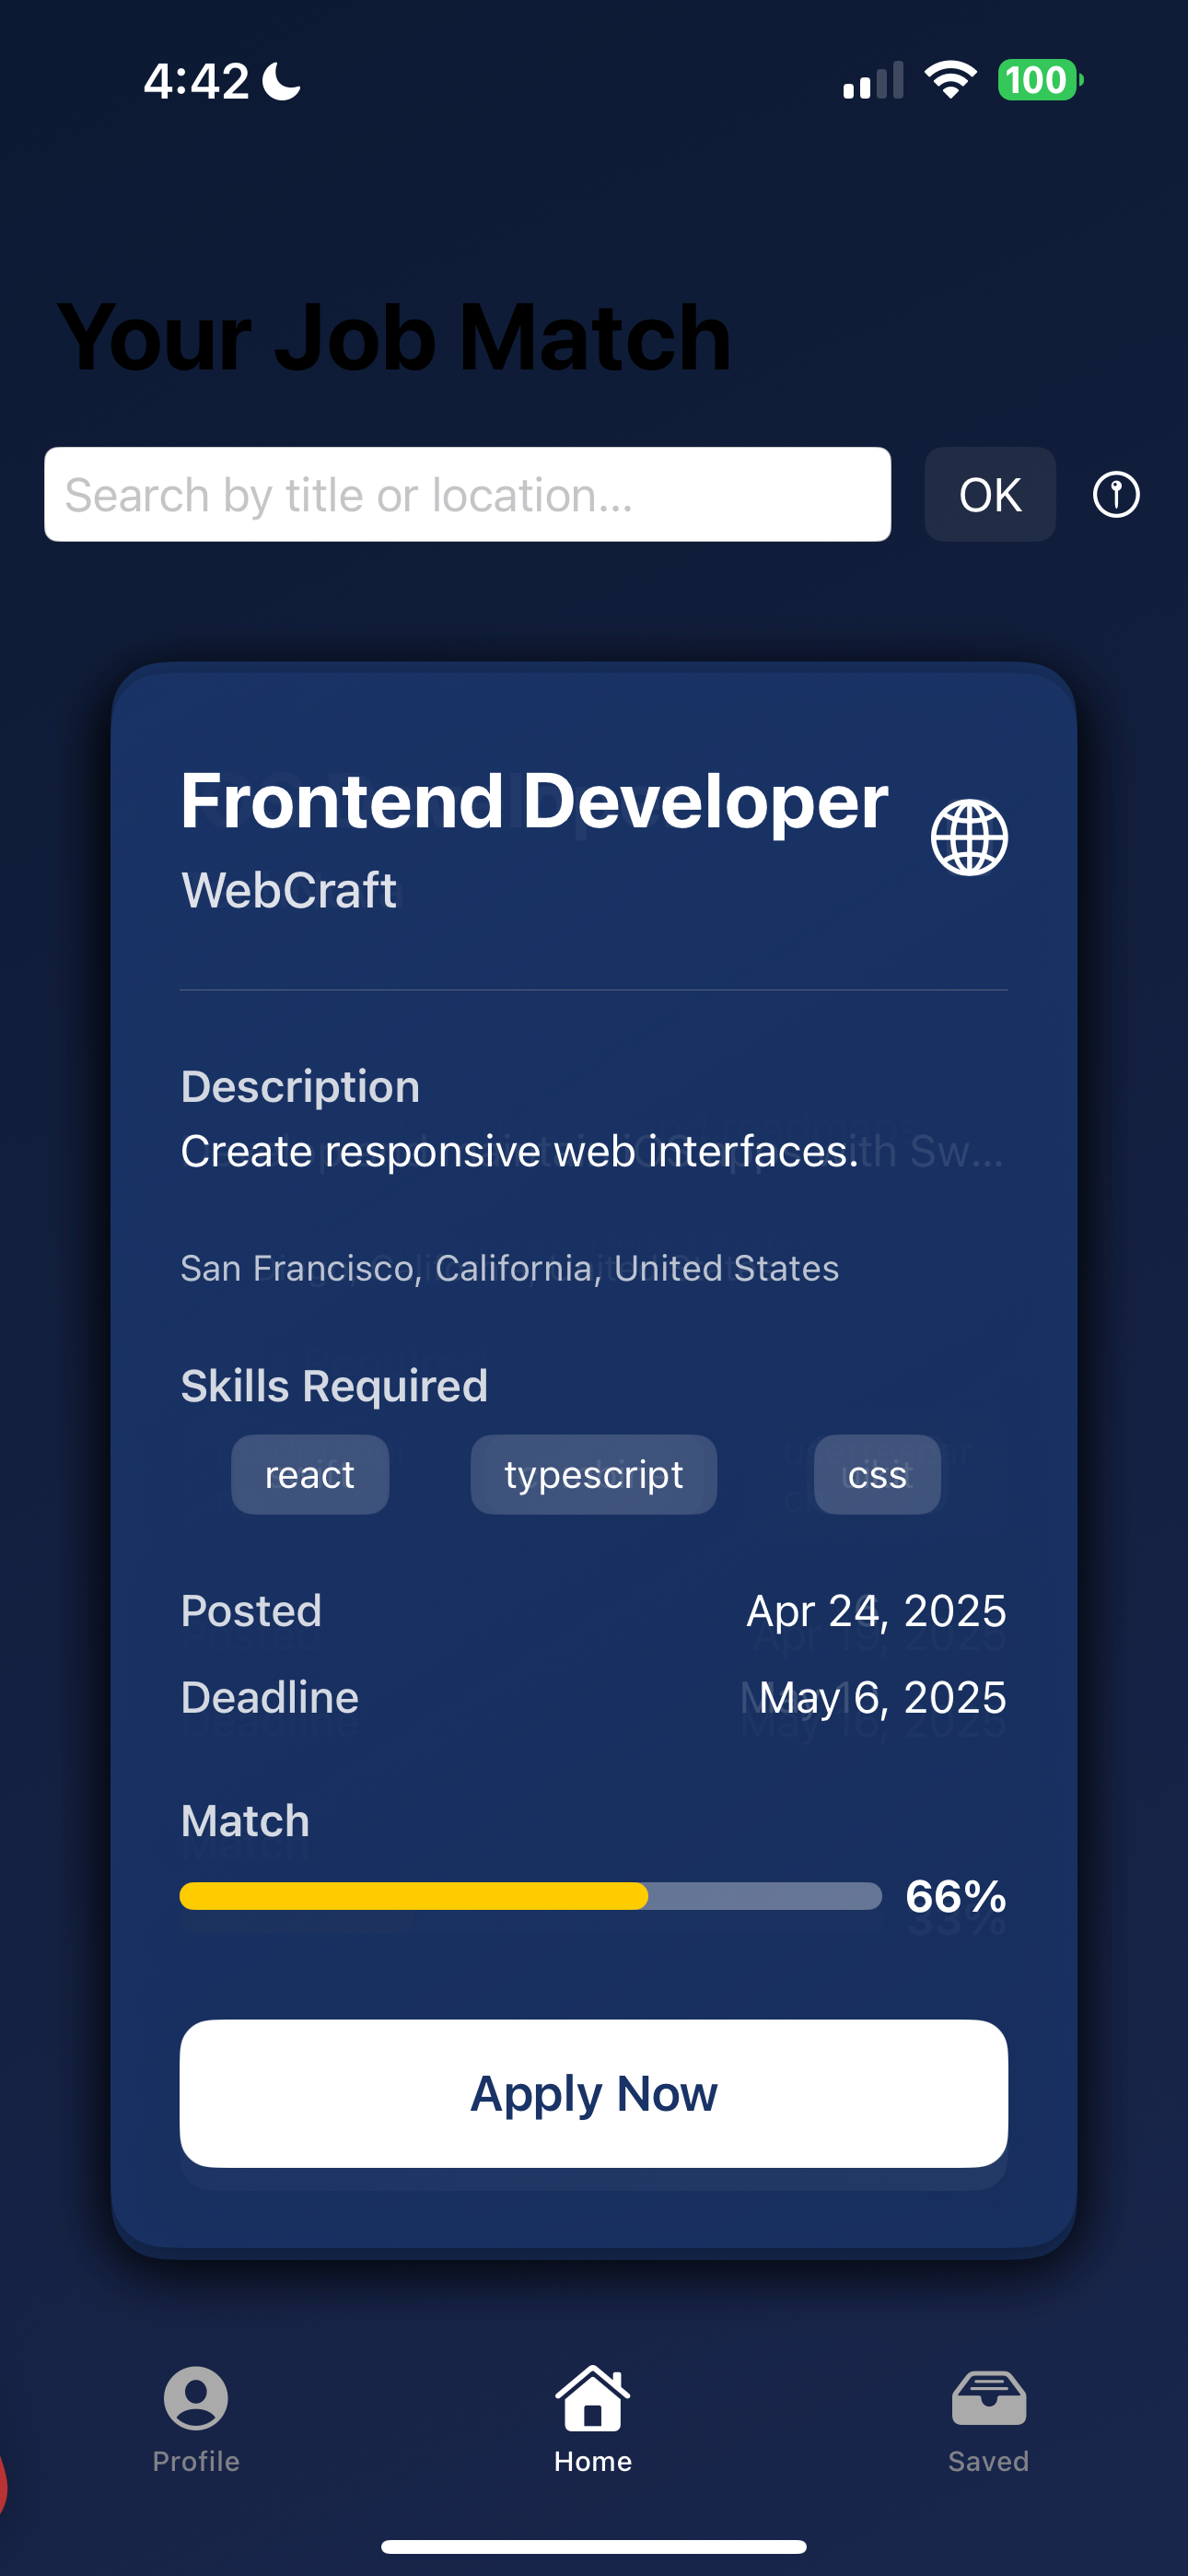 4:42
100
Your Job Match
Search by title or location...
OK
Frontend Developer
WebCraft
Description
Create responsive web interfaces.
San Francisco, California, United States
Skills Required
react typescript css
Posted Apr 24, 2025
Deadline May 6, 2025
Match
66%
Apply Now
Profile Home Saved